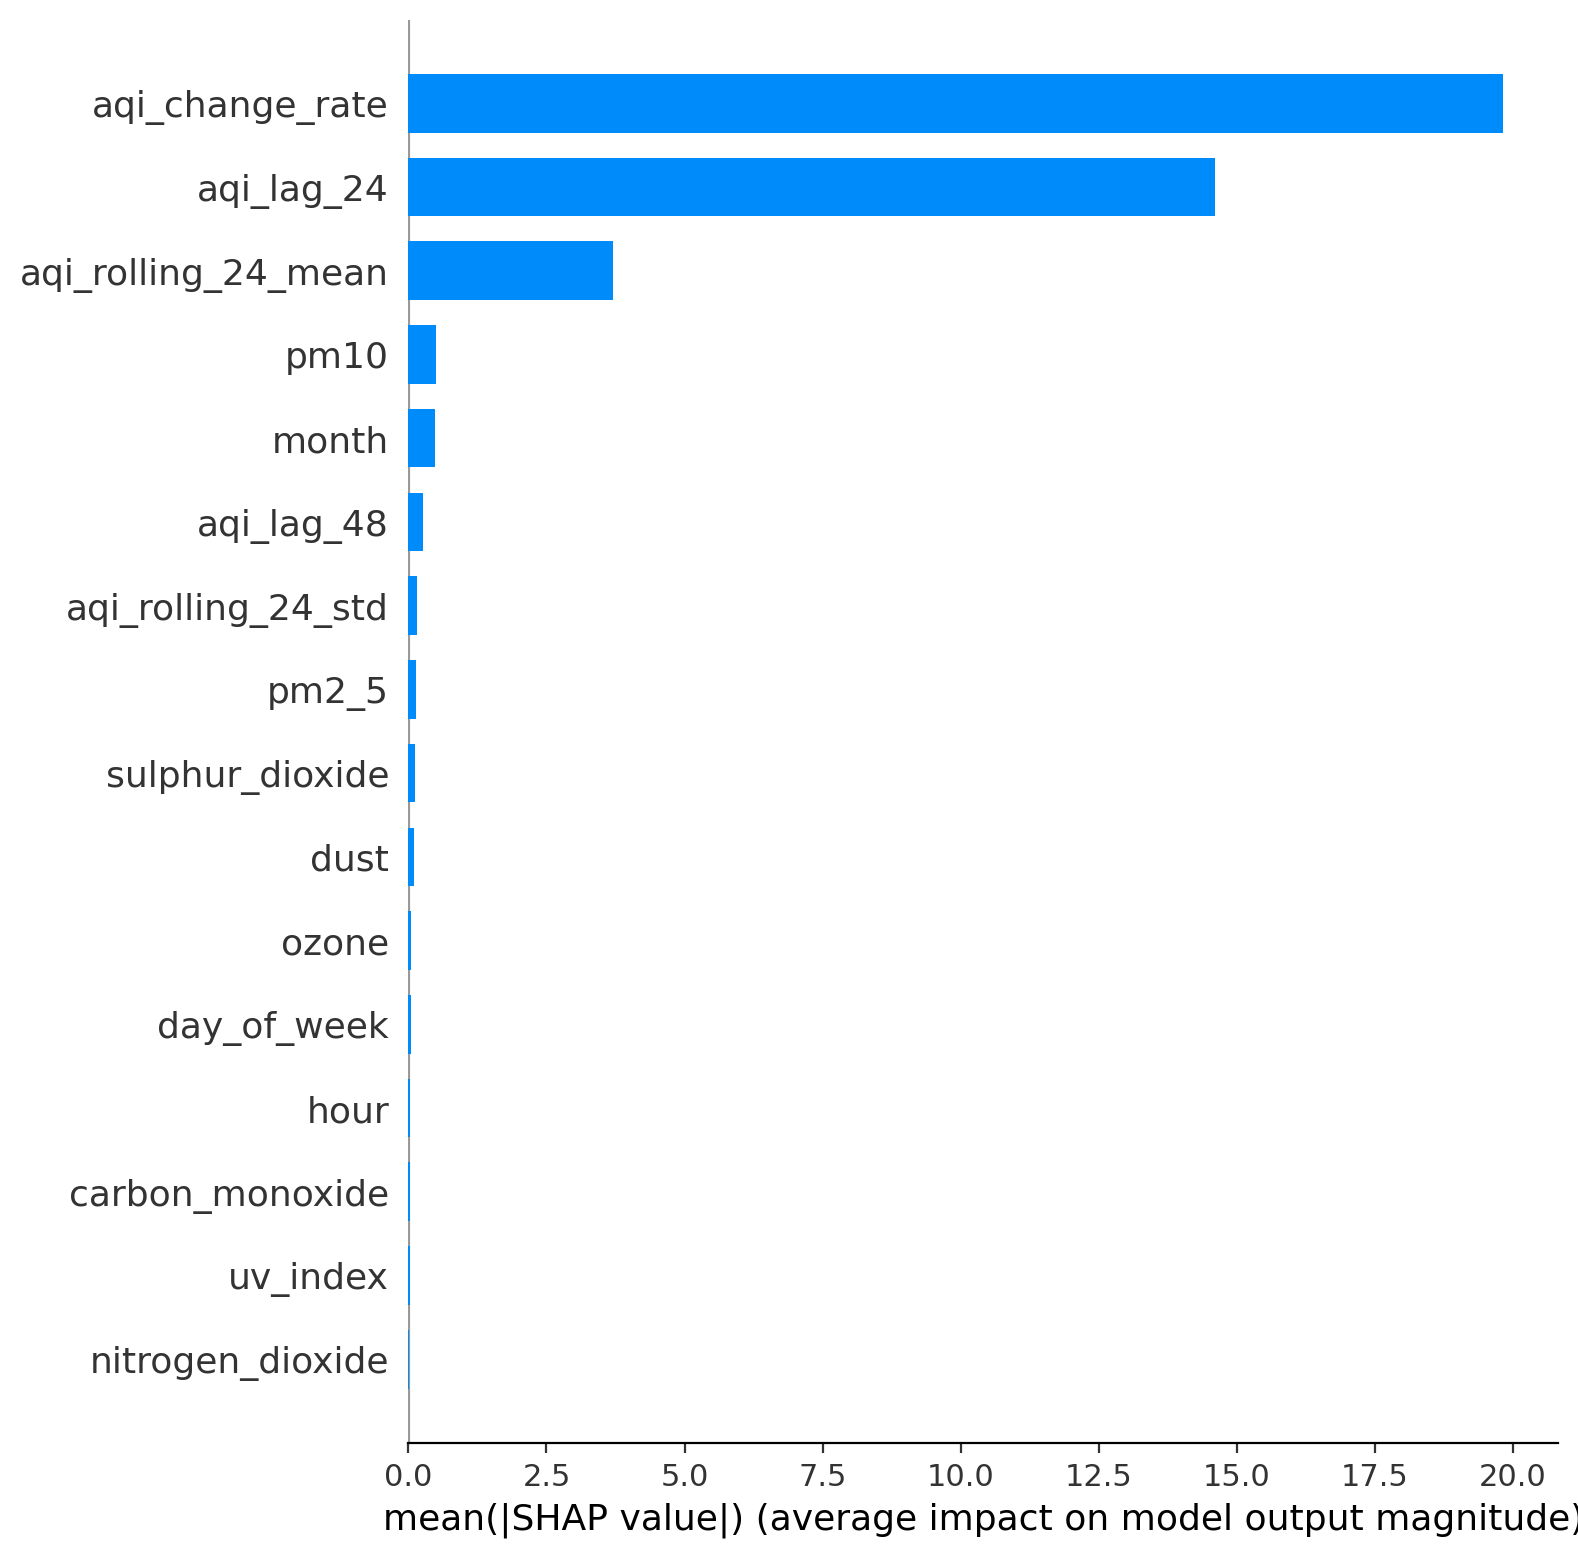 aqi_change_rate
aqi_lag_24
aqi_rolling_24_mean
pm10
month
aqi_lag_48
aqi_rolling_24_std
pm2_5
sulphur_dioxide
dust
ozone
day_of_week
hour
carbon_monoxide
uv_index
nitrogen_dioxide
0.0 2.5 5.0 7.5 10.0 12.5 15.0 17.5 20.0
mean(|SHAP value|) (average impact on model output magnitude)